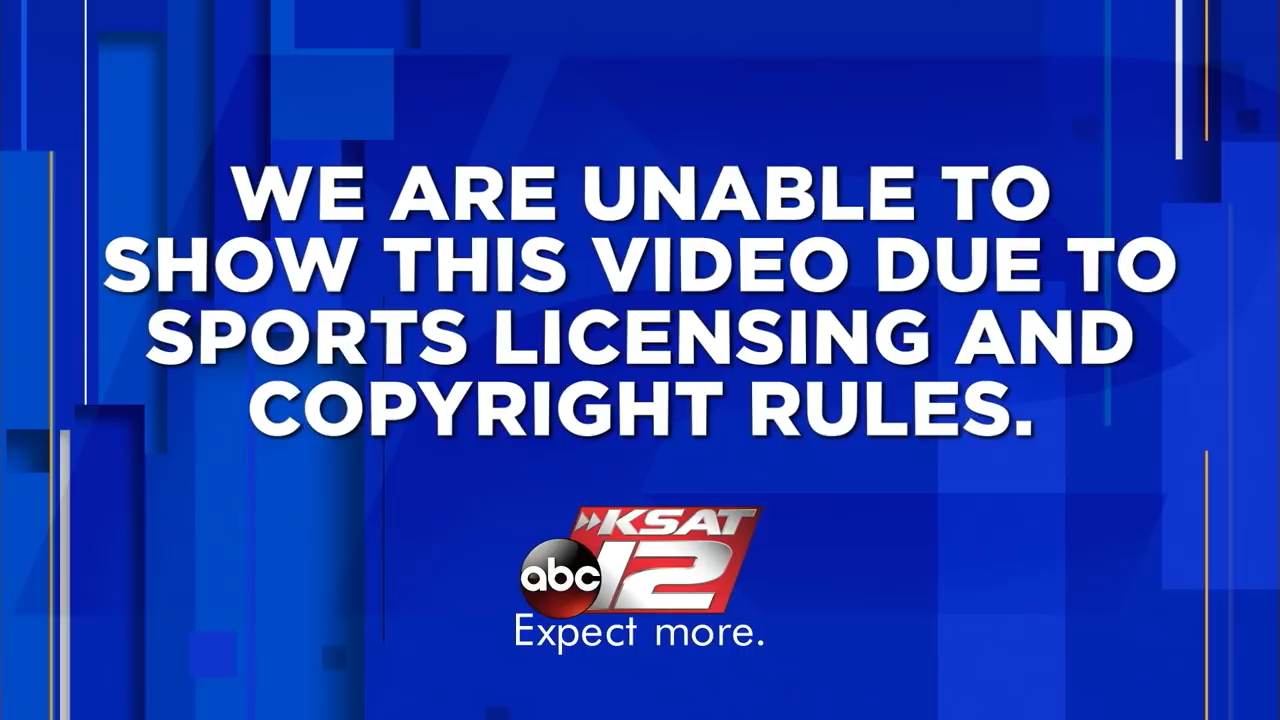 WE ARE UNABLE TO
SHOW THIS VIDEO DUE TO
SPORTS LICENSING AND
COPYRIGHT RULES.
KSAT
abc 12
Expect more.